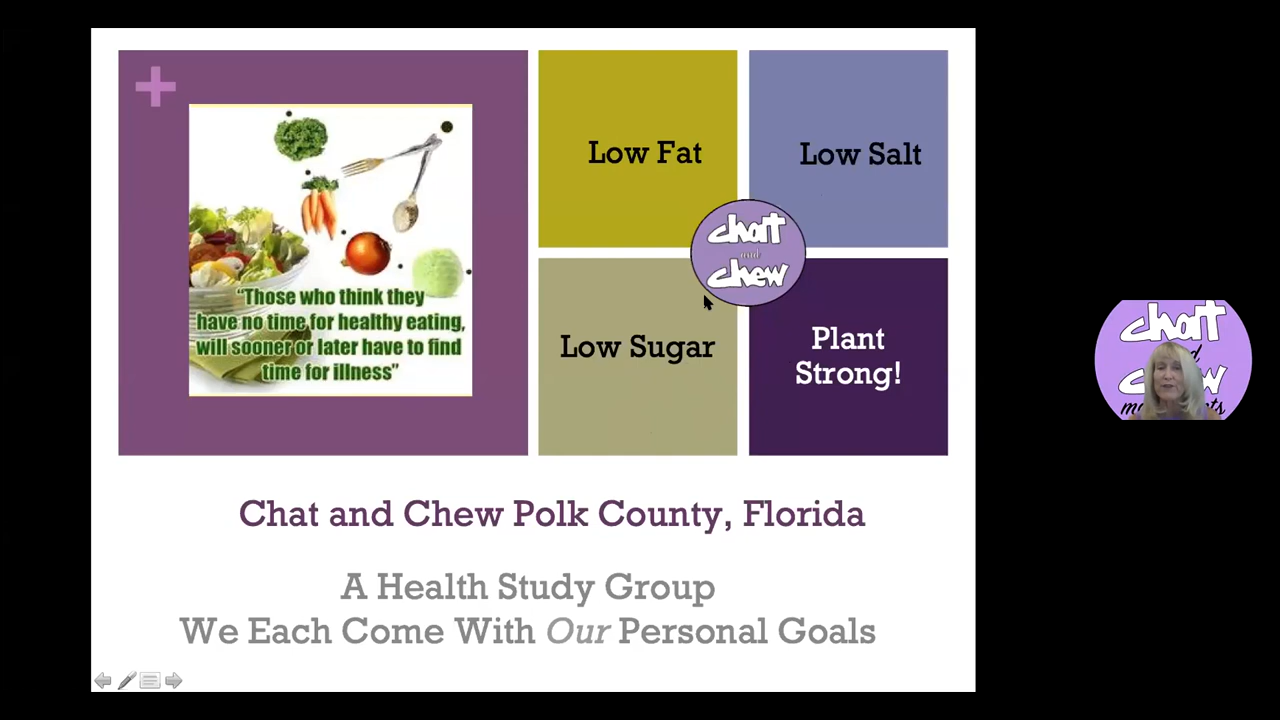 +
"Those who think they
have no time for healthy eating,
will sooner or later have to find
time for illness"
Low Fat
Low Salt
chat
and
chew
Low Sugar
Plant
Strong!
Chat and Chew Polk County, Florida
A Health Study Group
We Each Come With Our Personal Goals
chat
chew